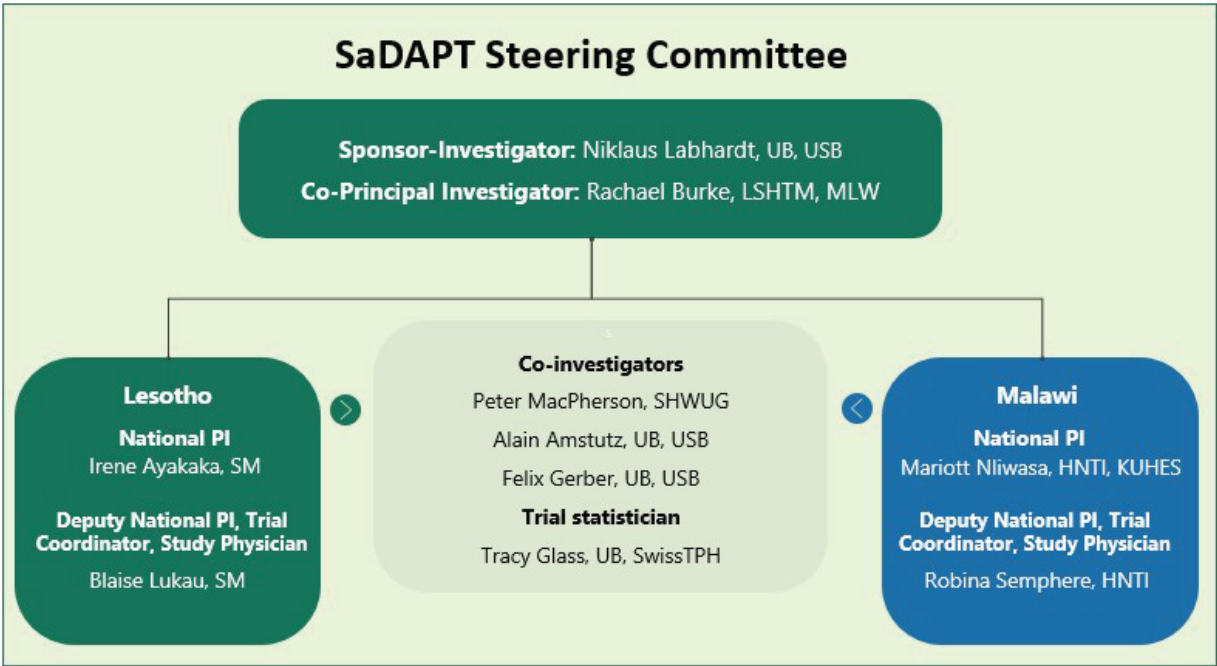 SaDAPT Steering Committee
Sponsor-Investigator: Niklaus Labhardt, UB, USB
Co-Principal Investigator: Rachael Burke, LSHTM, MLW
Lesotho
National PI
Irene Ayakaka, SM
Deputy National PI, Trial
Coordinator, Study Physician
Blaise Lukau, SM
s
Co-investigators
Peter MacPherson, SHWUG
Alain Amstutz, UB, USB
Felix Gerber, UB, USB
Trial statistician
Tracy Glass, UB, SwissTPH
Malawi
National PI
Mariott Nliwasa, HNTI, KUHES
Deputy National PI, Trial
Coordinator, Study Physician
Robina Semphere, HNTI